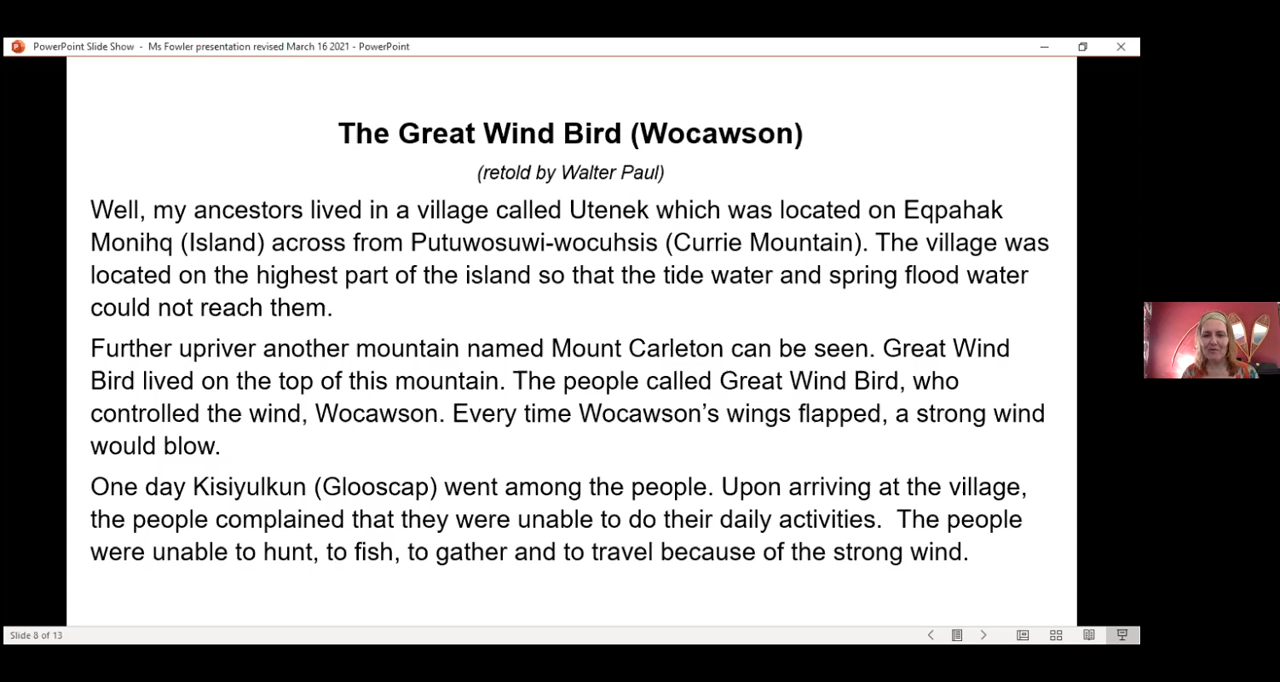 PowerPoint Slide Show - Ms Fowler presentation revised March 16 2021 - PowerPoint
The Great Wind Bird (Wocawson)
(retold by Walter Paul)
Well, my ancestors lived in a village called Utenek which was located on Eqpahak
Monihq (Island) across from Putuwosuwi-wocuhsis (Currie Mountain). The village was
located on the highest part of the island so that the tide water and spring flood water
could not reach them.
Further upriver another mountain named Mount Carleton can be seen. Great Wind
Bird lived on the top of this mountain. The people called Great Wind Bird, who
controlled the wind, Wocawson. Every time Wocawson's wings flapped, a strong wind
would blow.
One day Kisiyulkun (Glooscap) went among the people. Upon arriving at the village,
the people complained that they were unable to do their daily activities.  The people
were unable to hunt, to fish, to gather and to travel because of the strong wind.
Slide 8 of 13